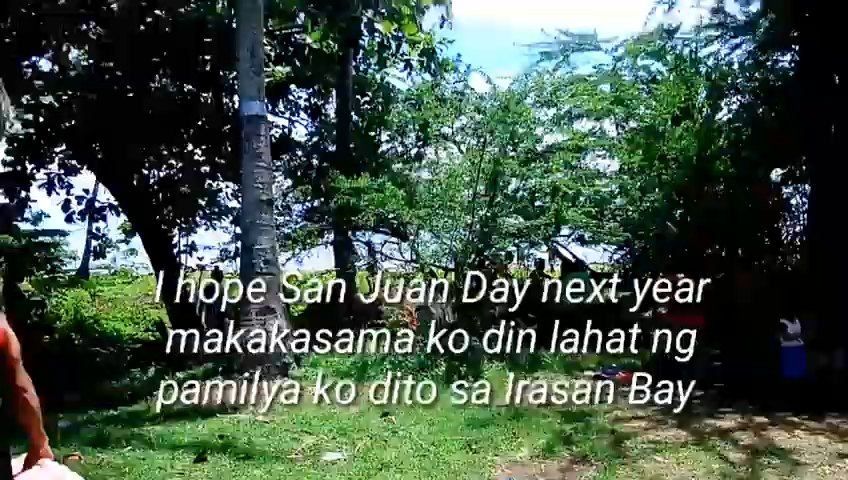 I hope San Juan Day next year
makakasama ko din lahat ng
pamilya ko dito sa Irasan Bay